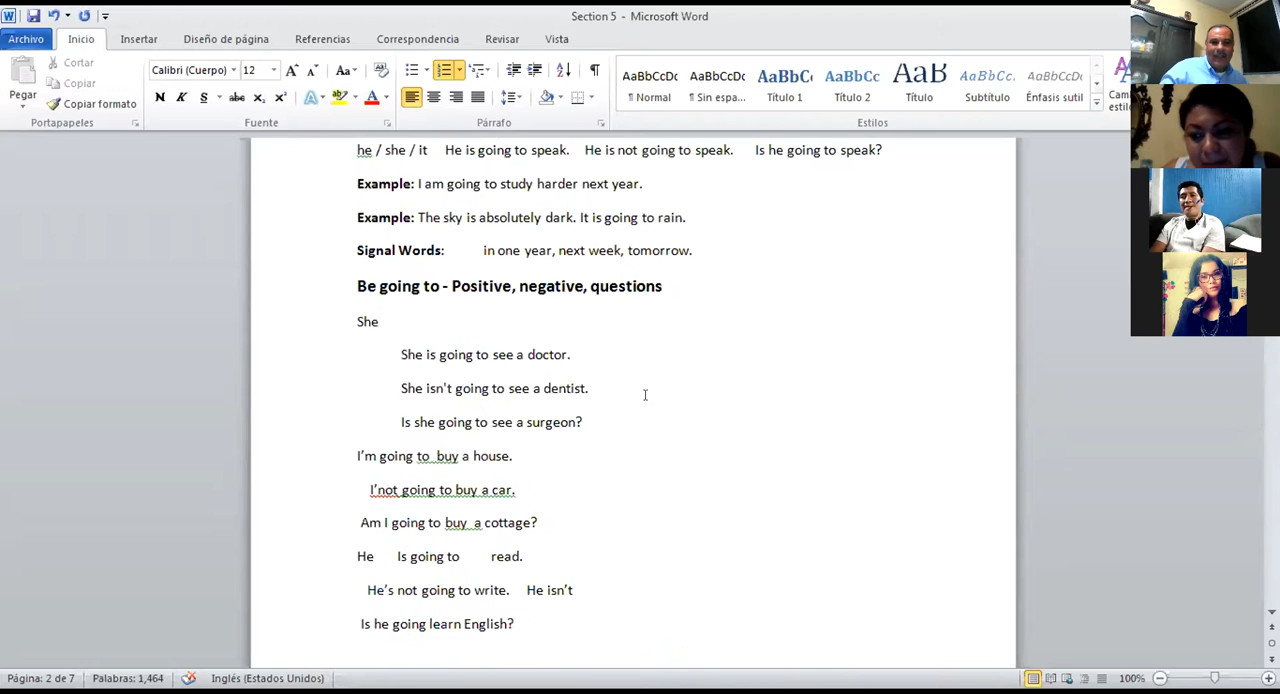 Section 5 - Microsoft Word
Archivo Inicio Insertar Diseño de página Referencias Correspondencia Revisar Vista
Cortar
Copiar
Pegar
Copiar formato
Calibri (Cuerpo) 12
Portapapeles Fuente Párrafo Estilos
AaBbCcDc AaBbCcDc AaBbC AaBbCc AaB AaBbCc. AaBbCcDc
¶ Normal ¶ Sin espa... Título 1 Título 2 Título Subtítulo Énfasis sutil
he / she / it He is going to speak. He is not going to speak. Is he going to speak?
Example: I am going to study harder next year.
Example: The sky is absolutely dark. It is going to rain.
Signal Words: in one year, next week, tomorrow.
Be going to - Positive, negative, questions
She
She is going to see a doctor.
She isn't going to see a dentist.
Is she going to see a surgeon?
I'm going to buy a house.
I'not going to buy a car.
Am I going to buy a cottage?
He Is going to read.
He's not going to write. He isn't
Is he going learn English?
Página: 2 de 7 Palabras: 1,464 Inglés (Estados Unidos) 100%